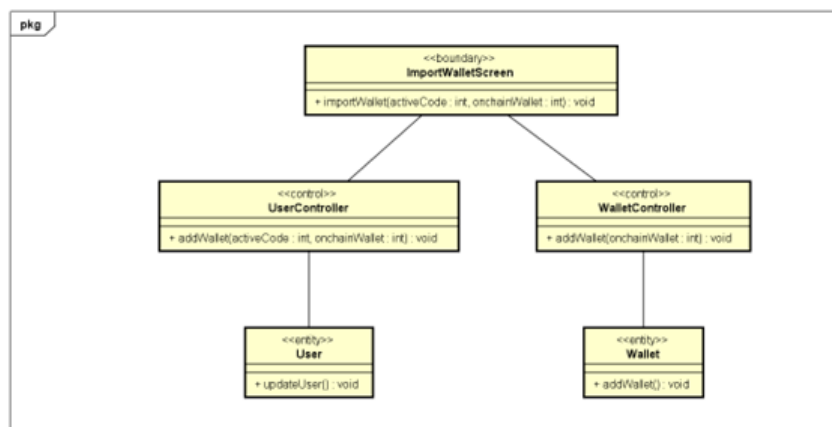 pkg
<<boundary>>
ImportWalletScreen
+ importWallet(activeCode : int, onchainWallet : int) : void
<<control>>
UserController
+ addWallet(activeCode : int, onchainWallet : int) : void
<<control>>
WalletController
+ addWallet(onchainWallet : int) : void
<<entity>>
User
+ updateUser() : void
<<entity>>
Wallet
+ addWallet() : void